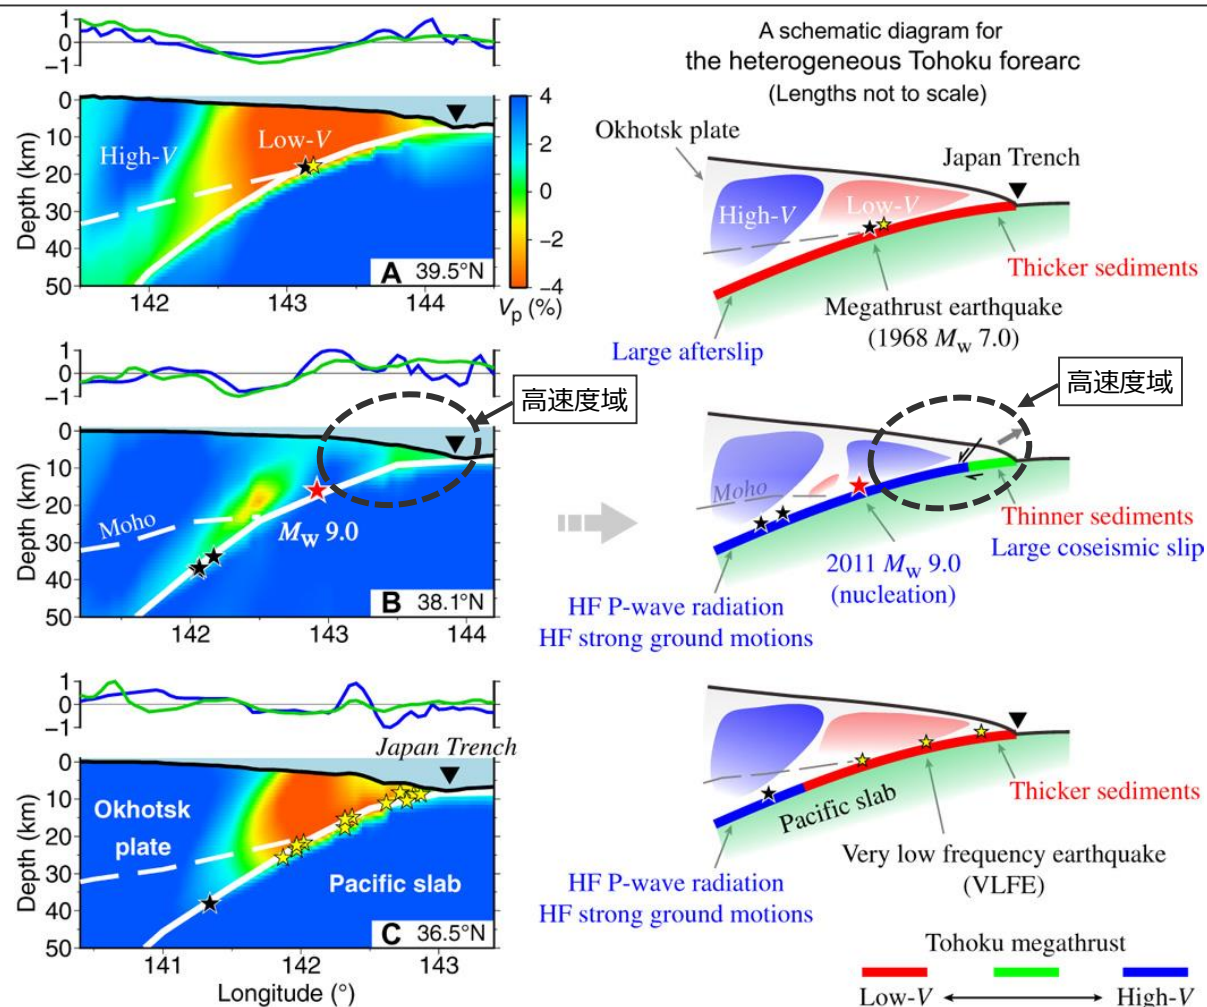 1
0
−1
0
10
20
30
40
50
Depth (km)
High-V
Low-V
A 39.5°N
142
143
144
4
2
0
−2
−4
Vp (%)
A schematic diagram for
the heterogeneous Tohoku forearc
(Lengths not to scale)
Okhotsk plate
Japan Trench
High-V
Low-V
Thicker sediments
Megathrust earthquake
(1968 Mw 7.0)
Large afterslip
1
0
−1
高速度域
0
10
20
30
40
50
Depth (km)
Moho
Mw 9.0
B 38.1°N
142
143
144
高速度域
Moho
Thinner sediments
Large coseismic slip
2011 Mw 9.0
(nucleation)
HF P-wave radiation
HF strong ground motions
1
0
−1
Japan Trench
0
10
20
30
40
50
Depth (km)
Okhotsk
plate
Pacific slab
C 36.5°N
141
142
143
Longitude (°)
Thicker sediments
Pacific slab
Very low frequency earthquake
(VLFE)
HF P-wave radiation
HF strong ground motions
Tohoku megathrust
Low-V
High-V